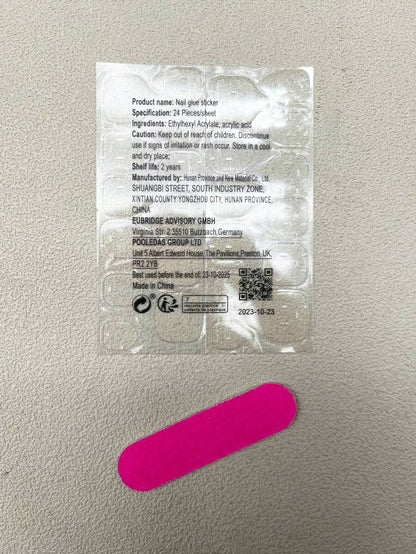 Product name: Nail glue sticker
Specification: 24 Pieces/sheet
Ingredients: Ethylhexyl Acrylate, acrylic acid
Caution: Keep out of reach of children. Discontinue
use if signs of irritation or rash occur. Store in a cool
and dry place;
Shelf life: 2 years
Manufactured by: Hunan Province and New Material Co., Ltd.
SHUANGBI STREET, SOUTH INDUSTRY ZONE,
XINTIAN COUNTY YONGZHOU CITY, HUNAN PROVINCE,
CHINA
EUBRIDGE ADVISORY GMBH
Virginia Str. 2 35510 Butzbach,Germany
POOLEDAS GROUP LTD
Unit 5 Albert Edward House, The Pavilions,Preston, UK,
PR2 2YB
Best used before the end of: 23-10-2025
Made in China
CE
7
2023-10-23